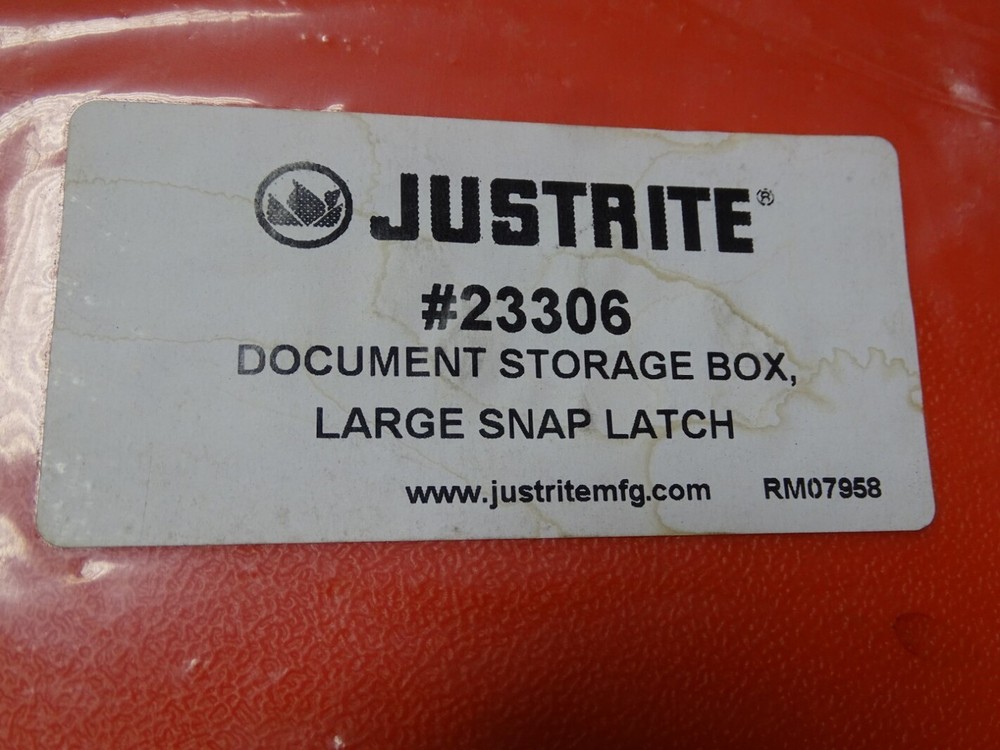 JUSTRITE®
#23306
DOCUMENT STORAGE BOX,
LARGE SNAP LATCH
www.justritemfg.com RM07958